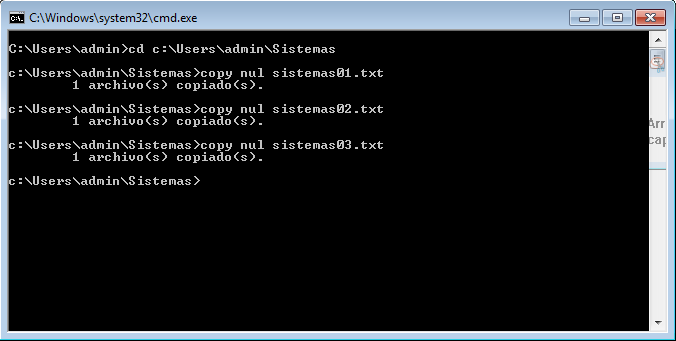 C:\Windows\system32\cmd.exe
C:\Users\admin>cd c:\Users\admin\Sistemas
c:\Users\admin\Sistemas>copy nul sistemas01.txt
        1 archivo(s) copiado(s).
c:\Users\admin\Sistemas>copy nul sistemas02.txt
        1 archivo(s) copiado(s).
c:\Users\admin\Sistemas>copy nul sistemas03.txt
        1 archivo(s) copiado(s).
c:\Users\admin\Sistemas>
Arr
cap